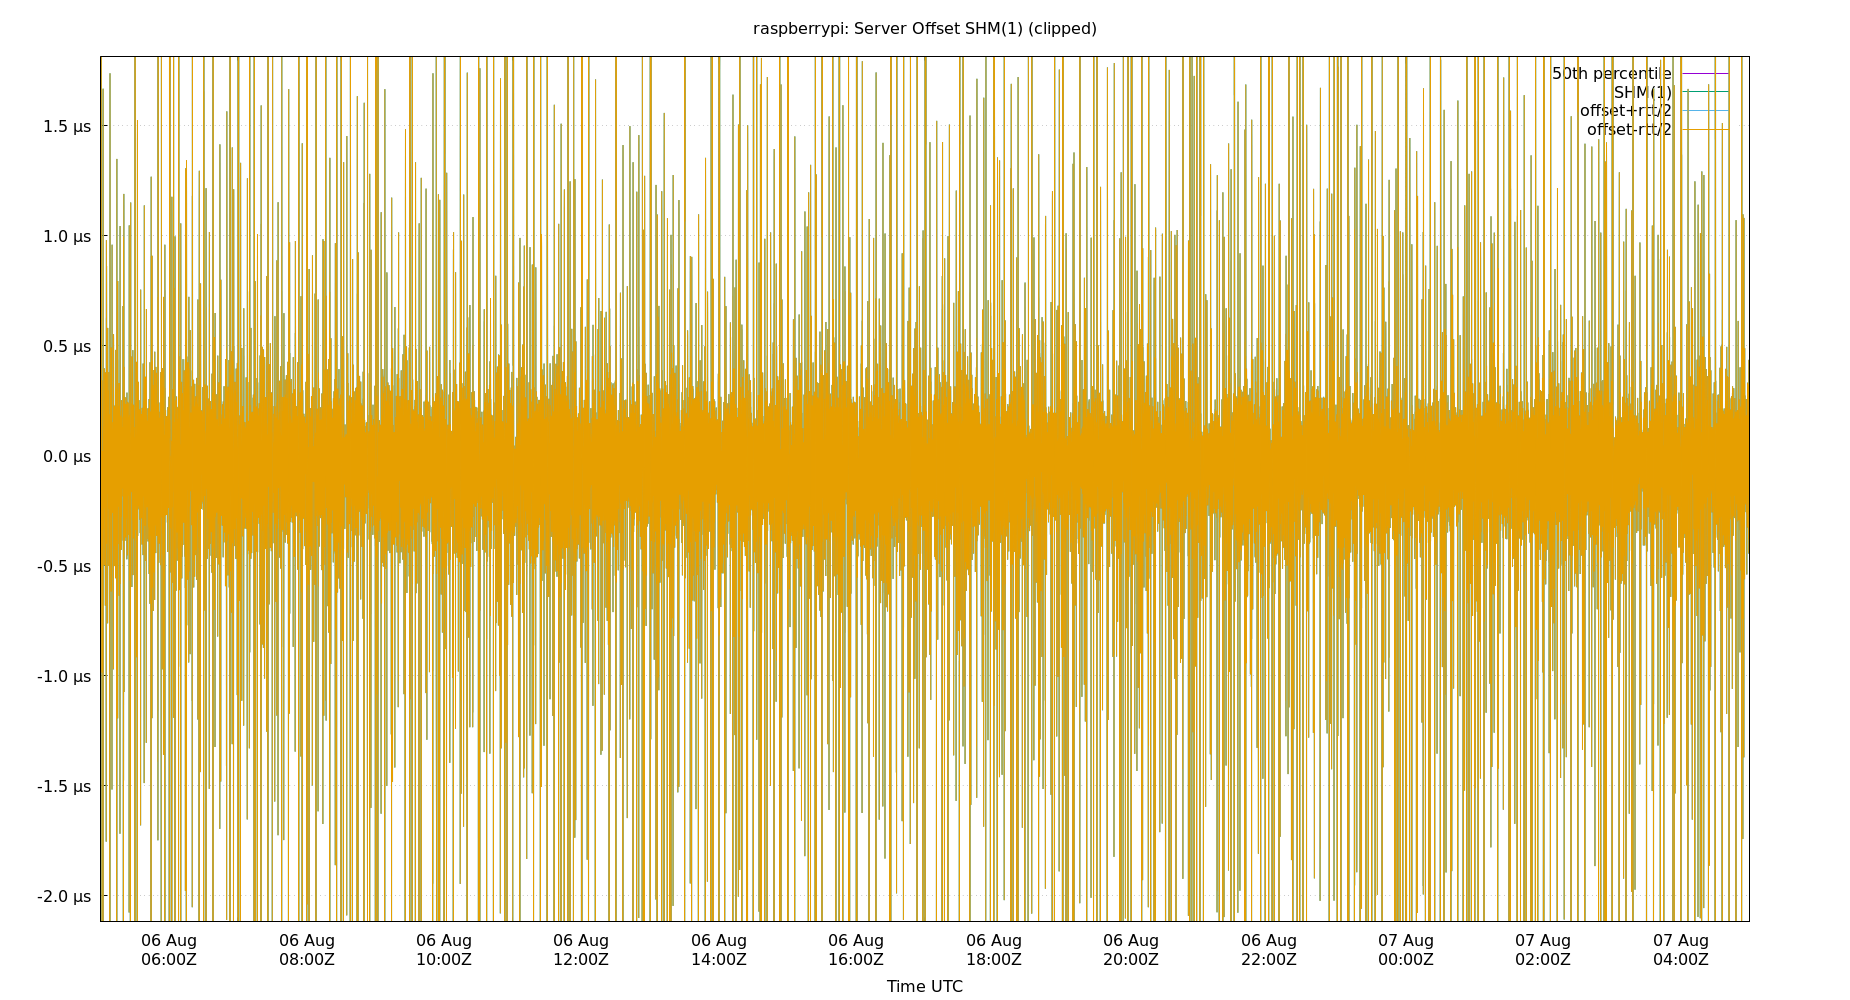 raspberrypi: Server Offset SHM(1) (clipped)
50th percentile
SHM(1)
offset+rtt/2
offset-rtt/2
1.5 µs
1.0 µs
0.5 µs
0.0 µs
-0.5 µs
-1.0 µs
-1.5 µs
-2.0 µs
06 Aug 06 Aug 06 Aug 06 Aug 06 Aug 06 Aug 06 Aug 06 Aug 06 Aug 07 Aug 07 Aug 07 Aug
06:00Z 08:00Z 10:00Z 12:00Z 14:00Z 16:00Z 18:00Z 20:00Z 22:00Z 00:00Z 02:00Z 04:00Z
Time UTC